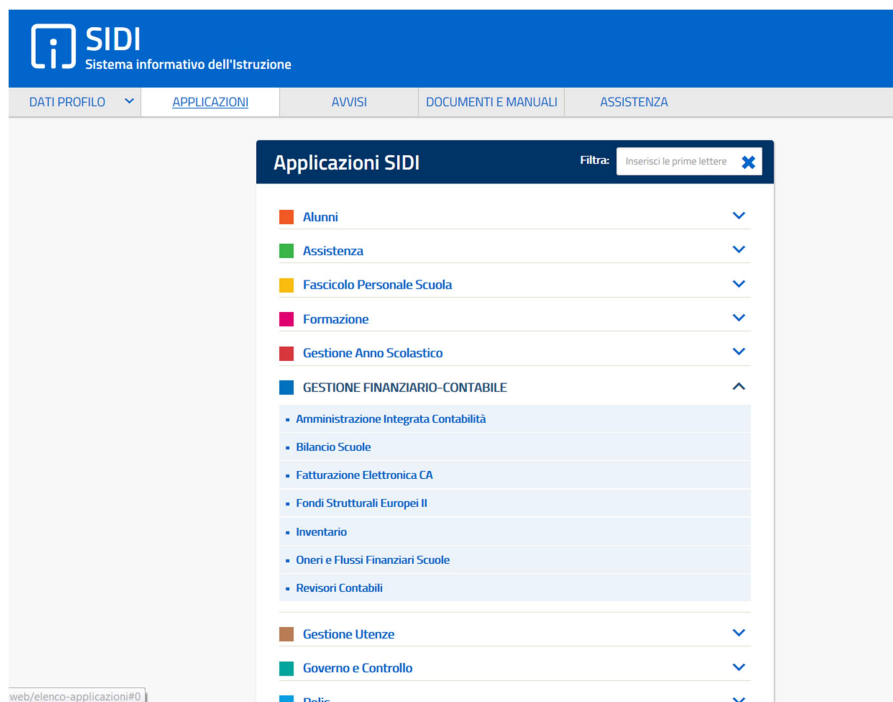 SIDI
Sistema informativo dell'Istruzione
DATI PROFILO
APPLICAZIONI
AVVISI
DOCUMENTI E MANUALI
ASSISTENZA
Applicazioni SIDI
Filtra:
Inserisci le prime lettere
Alunni
Assistenza
Fascicolo Personale Scuola
Formazione
Gestione Anno Scolastico
GESTIONE FINANZIARIO-CONTABILE
Amministrazione Integrata Contabilità
Bilancio Scuole
Fatturazione Elettronica CA
Fondi Strutturali Europei II
Inventario
Oneri e Flussi Finanziari Scuole
Revisori Contabili
Gestione Utenze
Governo e Controllo
Polis
web/elenco-applicazioni#0